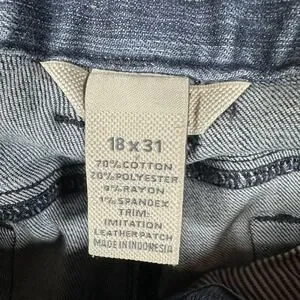 18 x 31
70% COTTON
20% POLYESTER
9% RAYON
1% SPANDEX
TRIM:
IMITATION
LEATHER PATCH
MADE IN INDONESIA